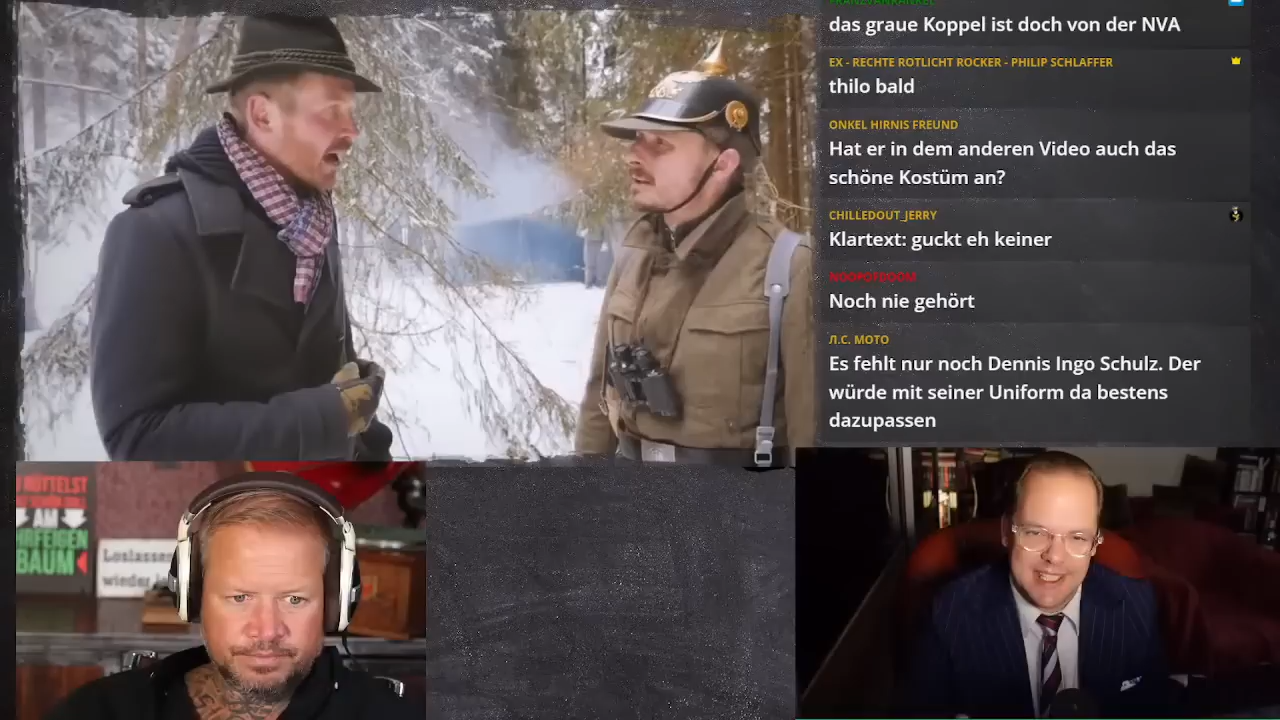 das graue Koppel ist doch von der NVA
EX - RECHTE ROTLICHT ROCKER - PHILIP SCHLAFFER
thilo bald
ONKEL HIRNIS FREUND
Hat er in dem anderen Video auch das
schöne Kostüm an?
CHILLEDOUT_JERRY
Klartext: guckt eh keiner
NOOPOTDOOM
Noch nie gehört
Л.С. MOTO
Es fehlt nur noch Dennis Ingo Schulz. Der
würde mit seiner Uniform da bestens
dazupassen
AM
BAUM
Loslassen